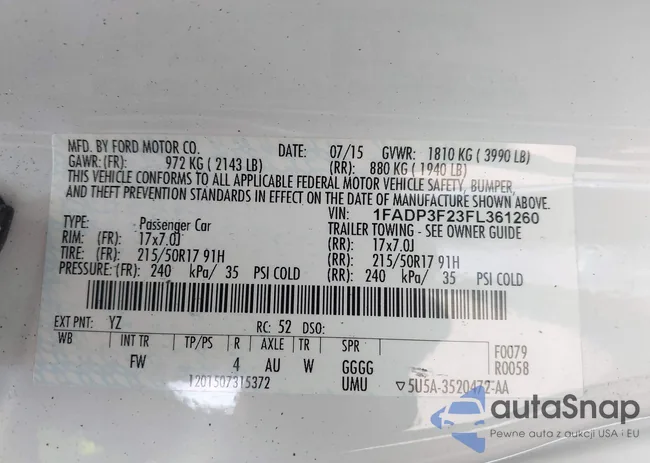 MFD. BY FORD MOTOR CO. DATE: 07/15 GVWR: 1810 KG ( 3990 LB)
GAWR: (FR): 972 KG ( 2143 LB) (RR): 880 KG ( 1940 LB)
THIS VEHICLE CONFORMS TO ALL APPLICABLE FEDERAL MOTOR VEHICLE SAFETY, BUMPER,
AND THEFT PREVENTION STANDARDS IN EFFECT ON THE DATE OF MANUFACTURE SHOWN ABOVE.
VIN: 1FADP3F23FL361260
TYPE: Passenger Car TRAILER TOWING - SEE OWNER GUIDE
RIM: (FR): 17x7.0J (RR): 17x7.0J
TIRE: (FR): 215/50R17 91H (RR): 215/50R17 91H
PRESSURE: (FR): 240 kPa/ 35 PSI COLD (RR): 240 kPa/ 35 PSI COLD
EXT PNT: YZ RC: 52 DSO:
WB INT TR TP/PS R AXLE TR SPR F0079
FW 4 AU W GGGG R0058
1201507315372 UMU ▽5U5A-3520472-AA
autoSnap
Pewne auta z aukcji USA i EU